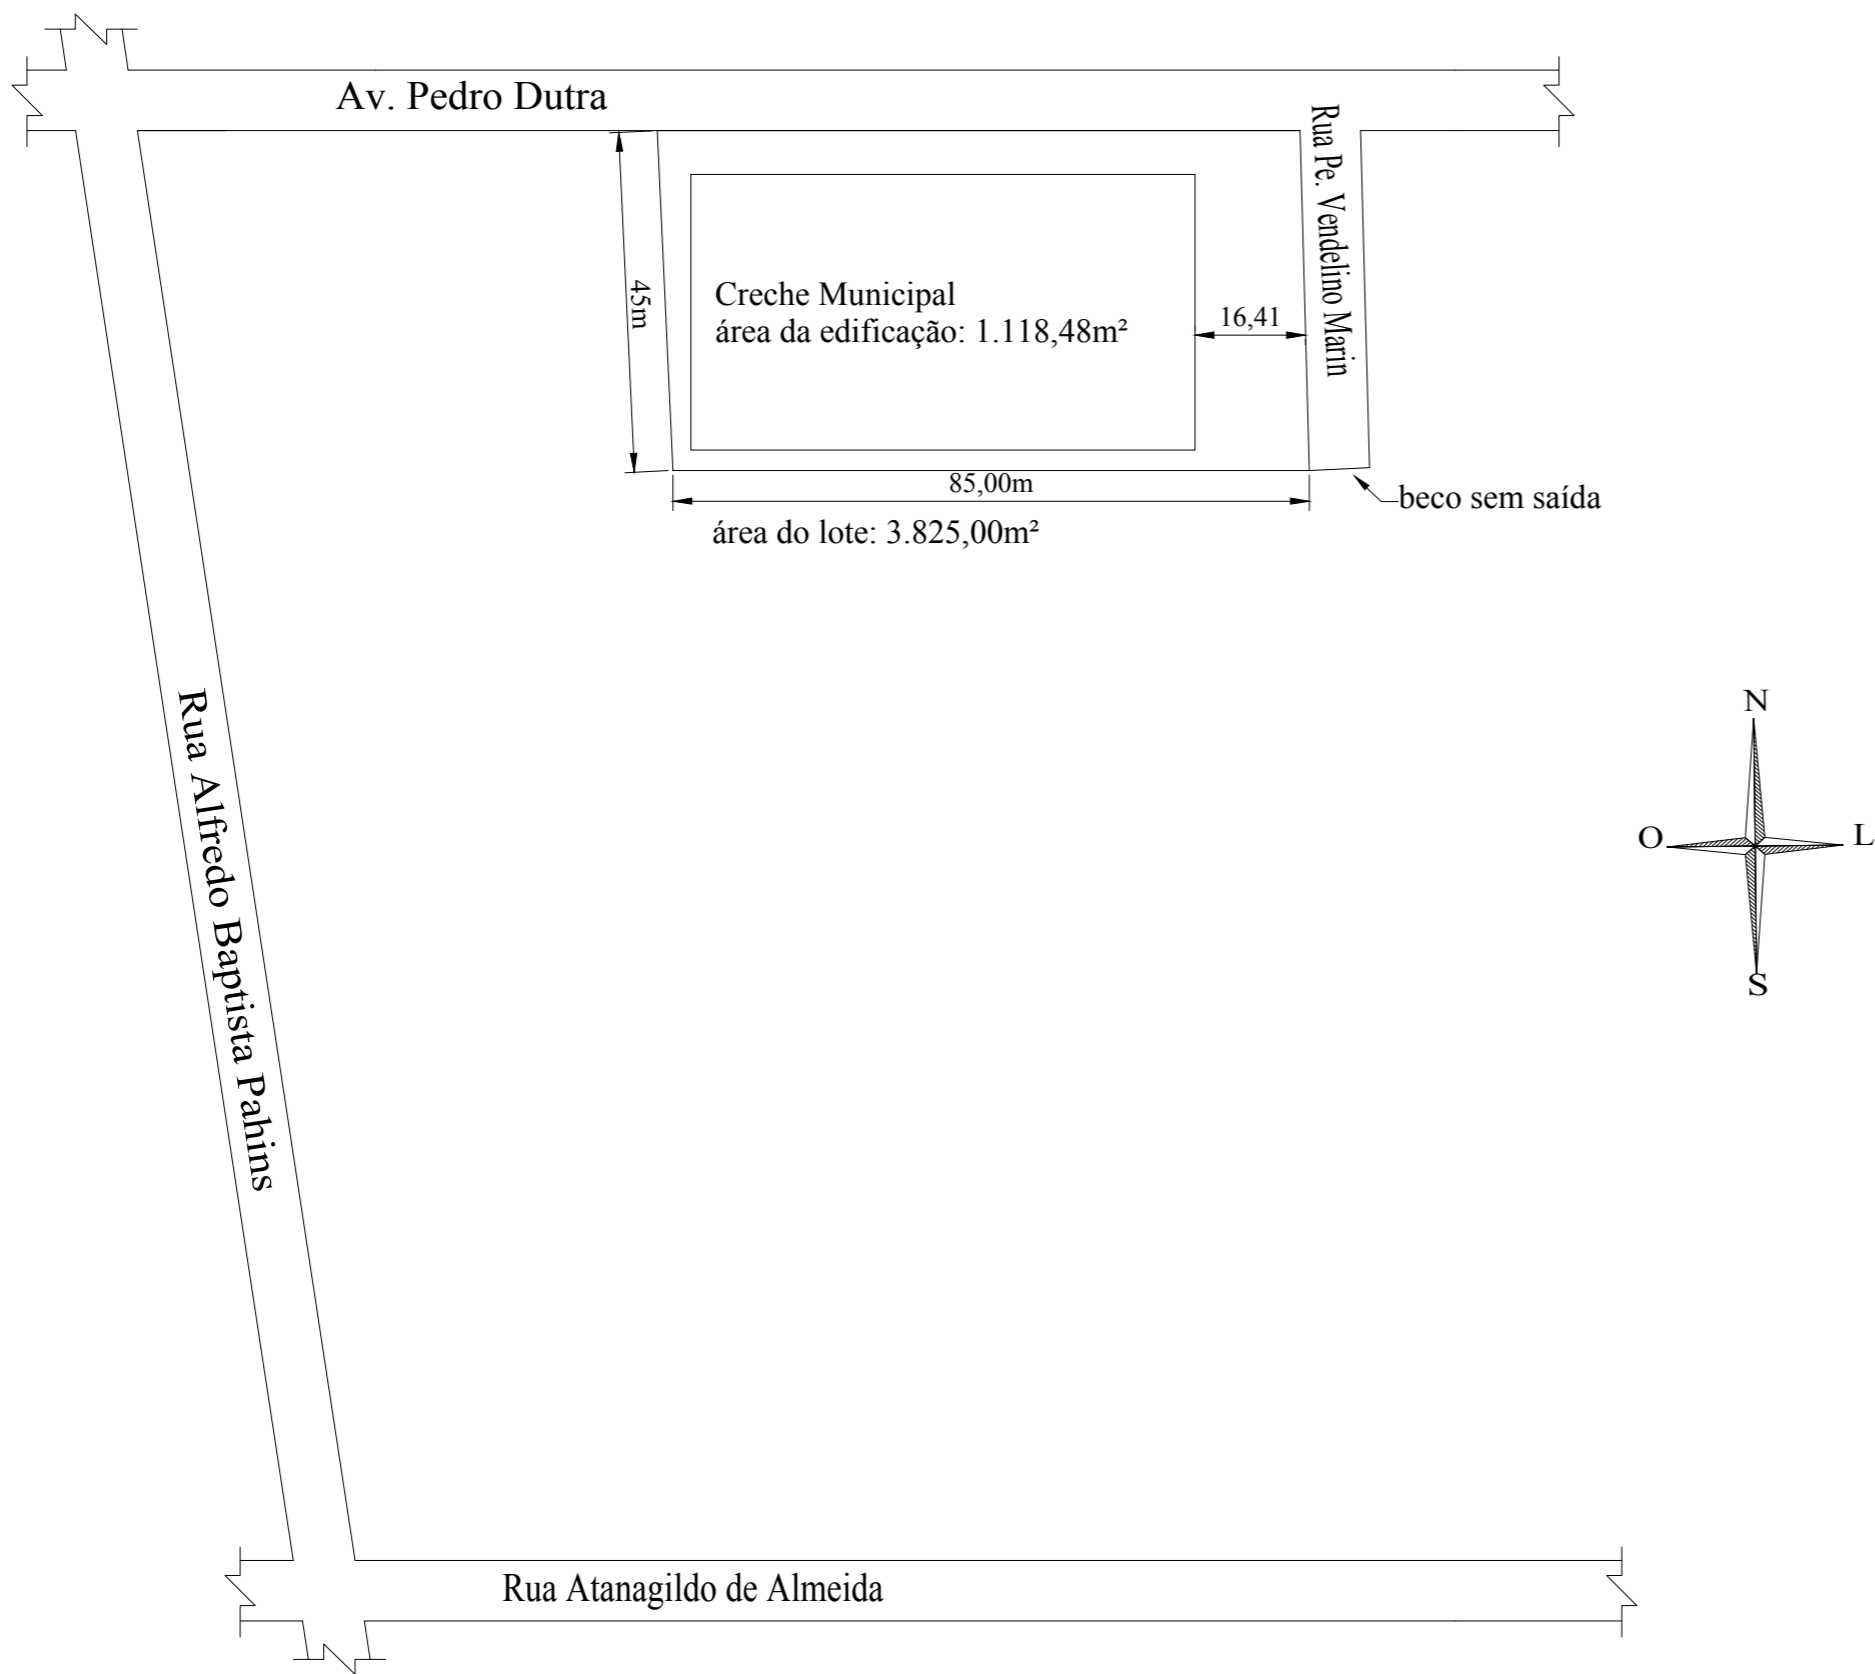 Av. Pedro Dutra
Rua Pe. Vendelino Marin
45m
Creche Municipal
área da edificação: 1.118,48m²
16,41
85,00m
beco sem saída
área do lote: 3.825,00m²
Rua Alfredo Baptista Pahins
N
O
L
S
Rua Atanagildo de Almeida